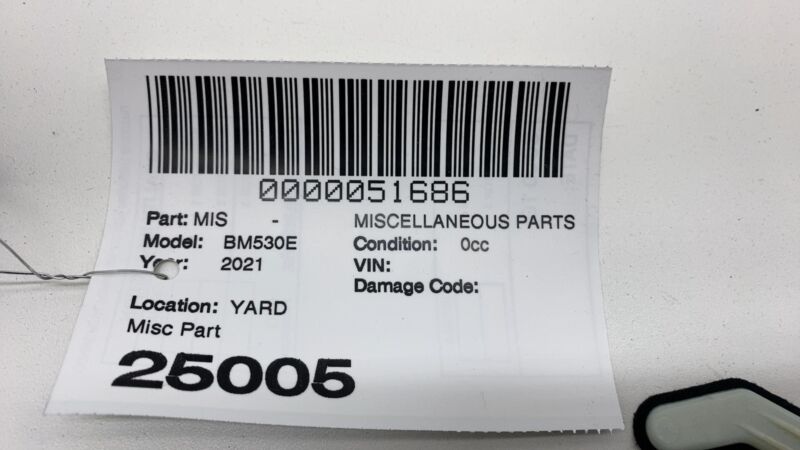 0000051686
Part: MIS - MISCELLANEOUS PARTS
Model: BM530E Condition: 0cc
Year: 2021 VIN:
Damage Code:
Location: YARD
Misc Part
25005